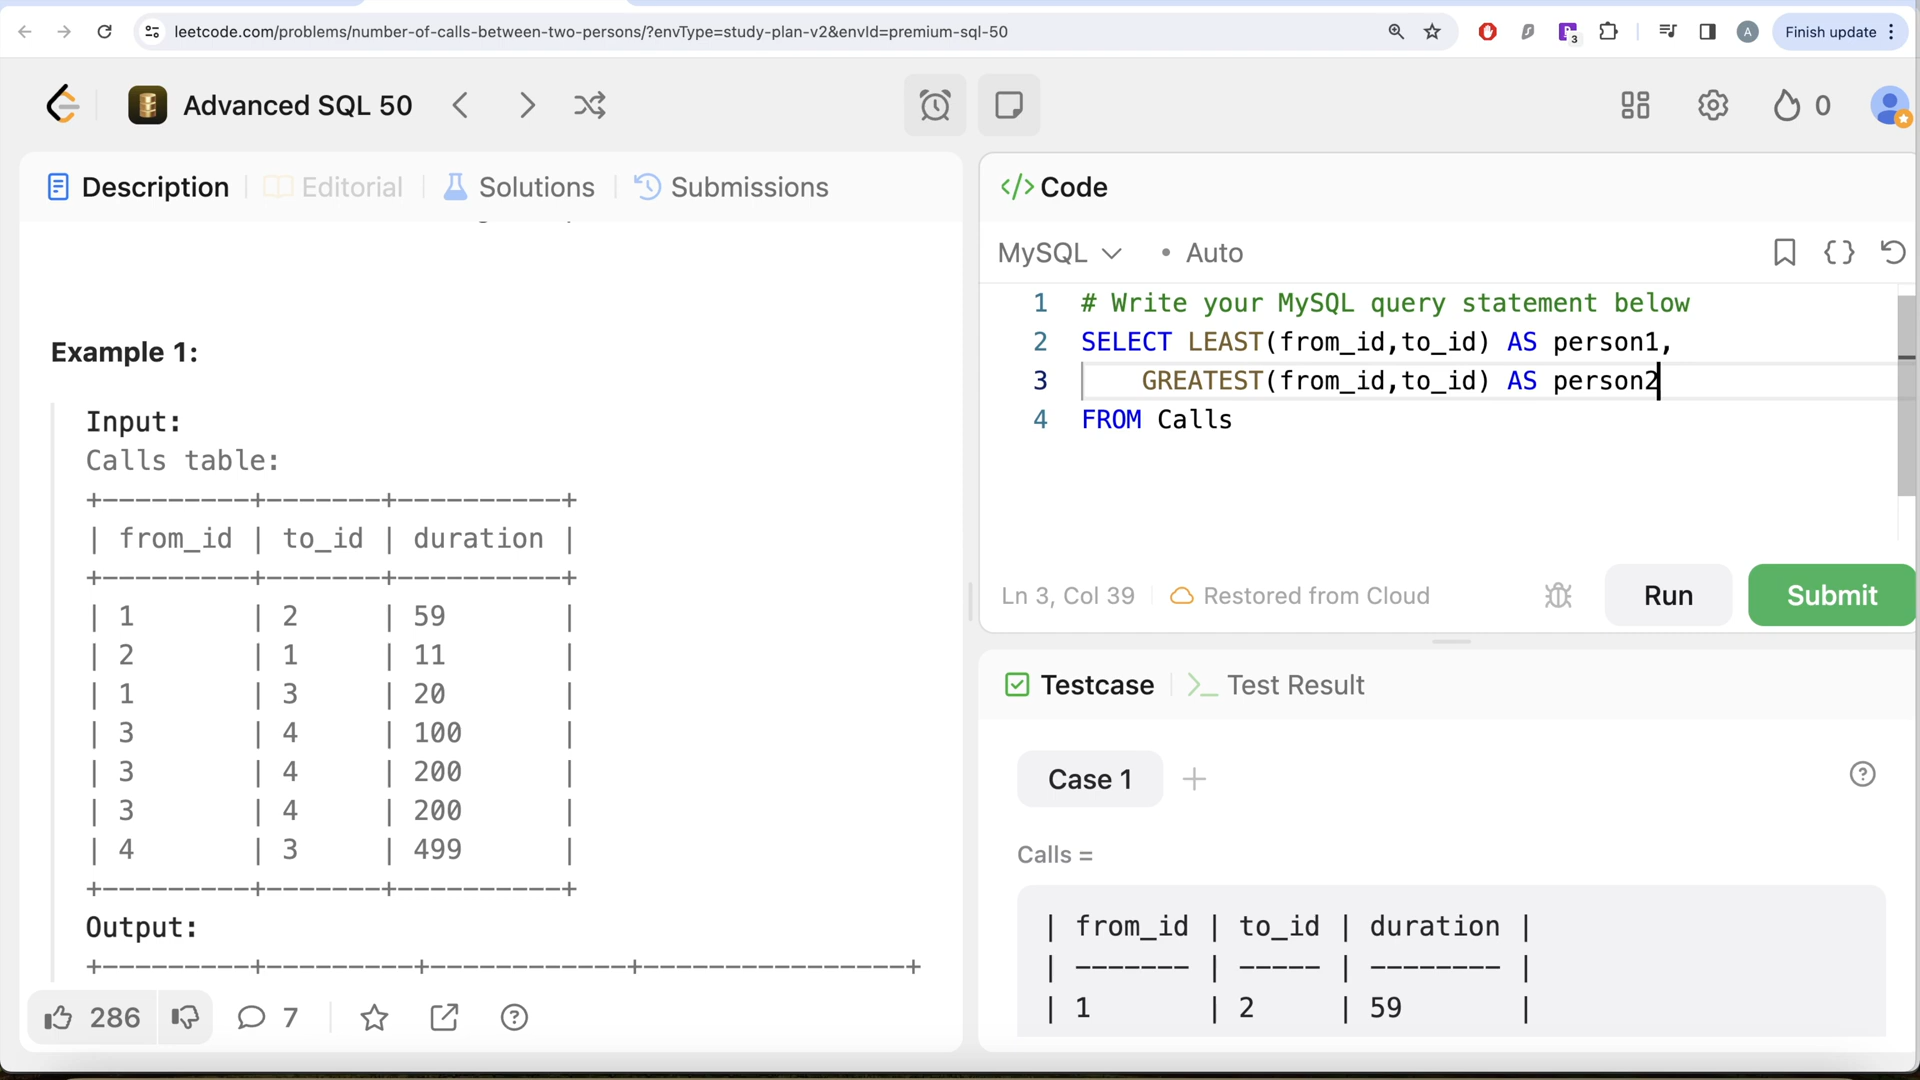 leetcode.com/problems/number-of-calls-between-two-persons/?envType=study-plan-v2&envId=premium-sql-50
3
A
Finish update
Advanced SQL 50
0
Description
Editorial
Solutions
Submissions
Example 1:
Input:
Calls table:
+---------+-------+----------+
| from_id | to_id | duration |
+---------+-------+----------+
| 1       | 2     | 59       |
| 2       | 1     | 11       |
| 1       | 3     | 20       |
| 3       | 4     | 100      |
| 3       | 4     | 200      |
| 3       | 4     | 200      |
| 4       | 3     | 499      |
+---------+-------+----------+
Output:
+---------+---------+------------+----------------+
286
7
</> Code
MySQL
• Auto
1 # Write your MySQL query statement below
2 SELECT LEAST(from_id,to_id) AS person1,
3     GREATEST(from_id,to_id) AS person2
4 FROM Calls
Ln 3, Col 39
Restored from Cloud
Run
Submit
Testcase
Test Result
Case 1
Calls =
| from_id | to_id | duration |
| ------- | ----- | -------- |
| 1       | 2     | 59       |